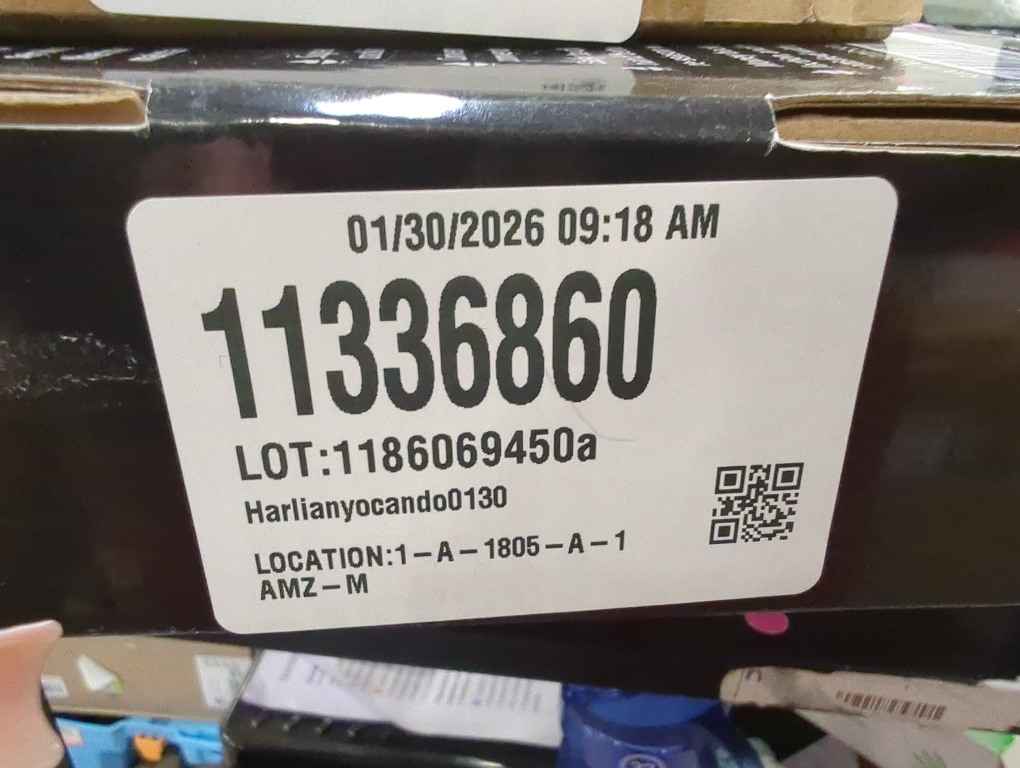 01/30/2026 09:18 AM
11336860
LOT:1186069450a
Harlianyocando0130
LOCATION:1-A-1805-A-1
AMZ-M